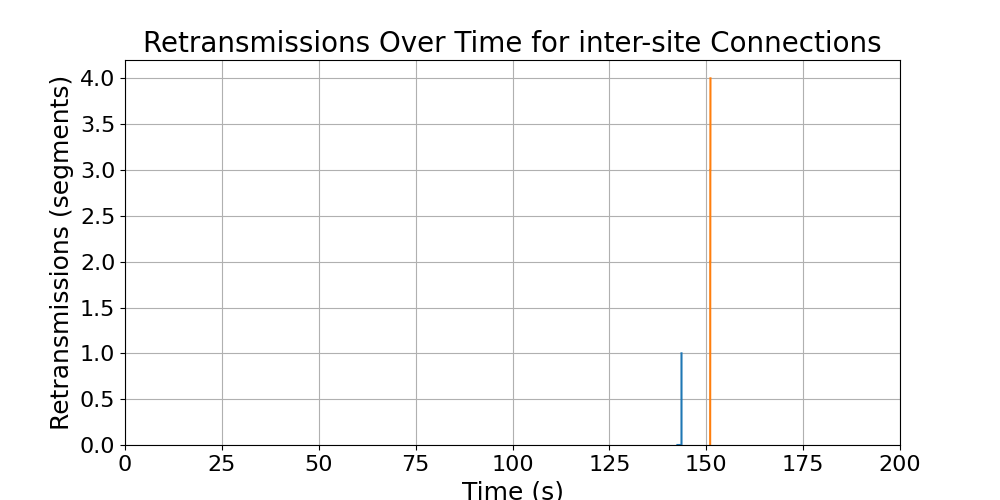 Retransmissions Over Time for inter-site Connections
Retransmissions (segments)
4.0
3.5
3.0
2.5
2.0
1.5
1.0
0.5
0.0
0 25 50 75 100 125 150 175 200
Time (s)